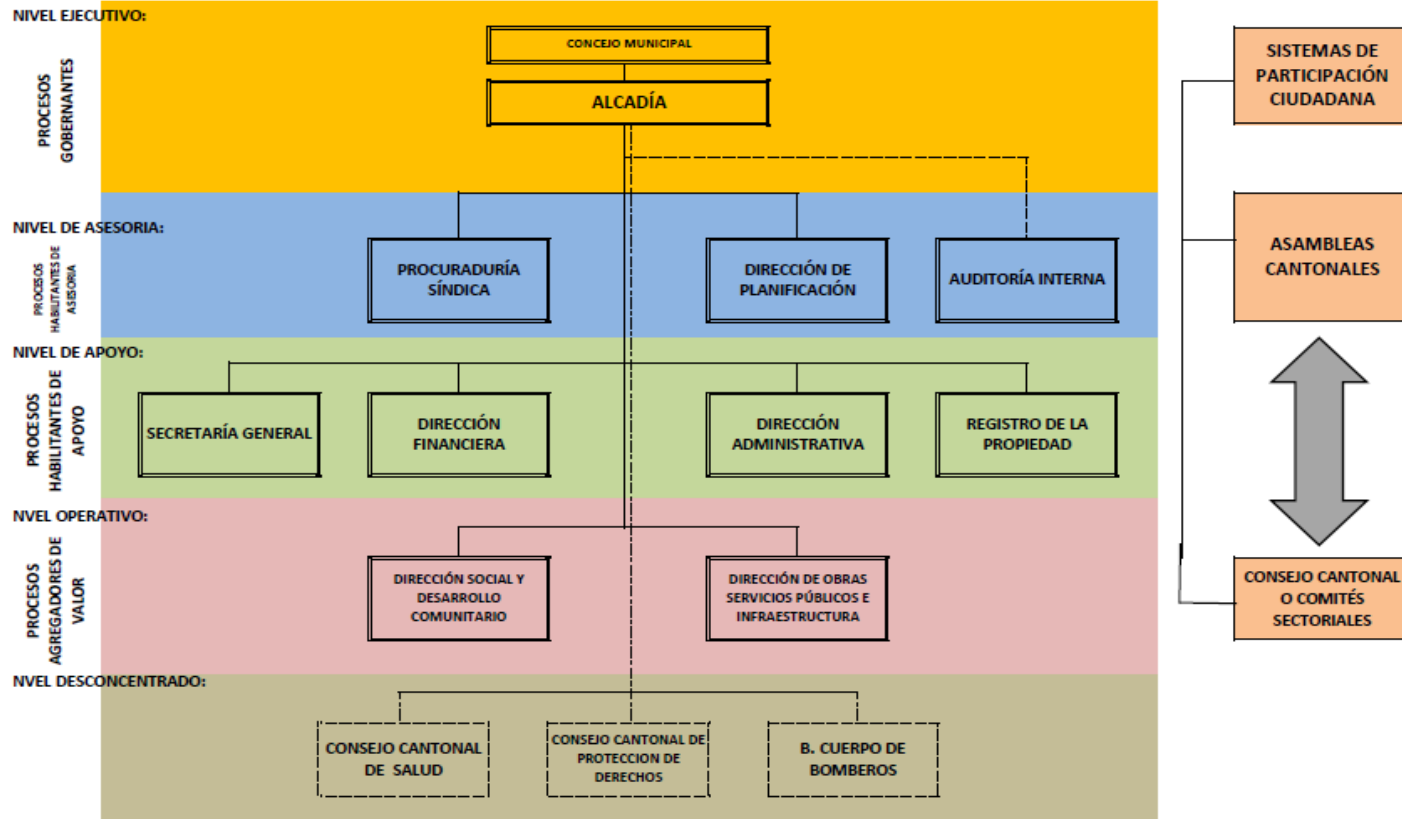 NIVEL EJECUTIVO:
PROCESOS
GOBERNANTES
CONCEJO MUNICIPAL
ALCADÍA
NIVEL DE ASESORIA:
PROCESOS
HABILITANTES DE
ASESORIA
PROCURADURÍA
SÍNDICA
DIRECCIÓN DE
PLANIFICACIÓN
AUDITORÍA INTERNA
NIVEL DE APOYO:
PROCESOS
HABILITANTES DE
APOYO
SECRETARÍA GENERAL
DIRECCIÓN
FINANCIERA
DIRECCIÓN
ADMINISTRATIVA
REGISTRO DE LA
PROPIEDAD
NVEL OPERATIVO:
PROCESOS
AGREGADORES DE
VALOR
DIRECCIÓN SOCIAL Y
DESARROLLO
COMUNITARIO
DIRECCIÓN DE OBRAS
SERVICIOS PÚBLICOS E
INFRAESTRUCTURA
NVEL DESCONCENTRADO:
CONSEJO CANTONAL
DE SALUD
CONSEJO CANTONAL DE
PROTECCION DE
DERECHOS
B. CUERPO DE
BOMBEROS
SISTEMAS DE
PARTICIPACIÓN
CIUDADANA
ASAMBLEAS
CANTONALES
CONSEJO CANTONAL
O COMITÉS
SECTORIALES